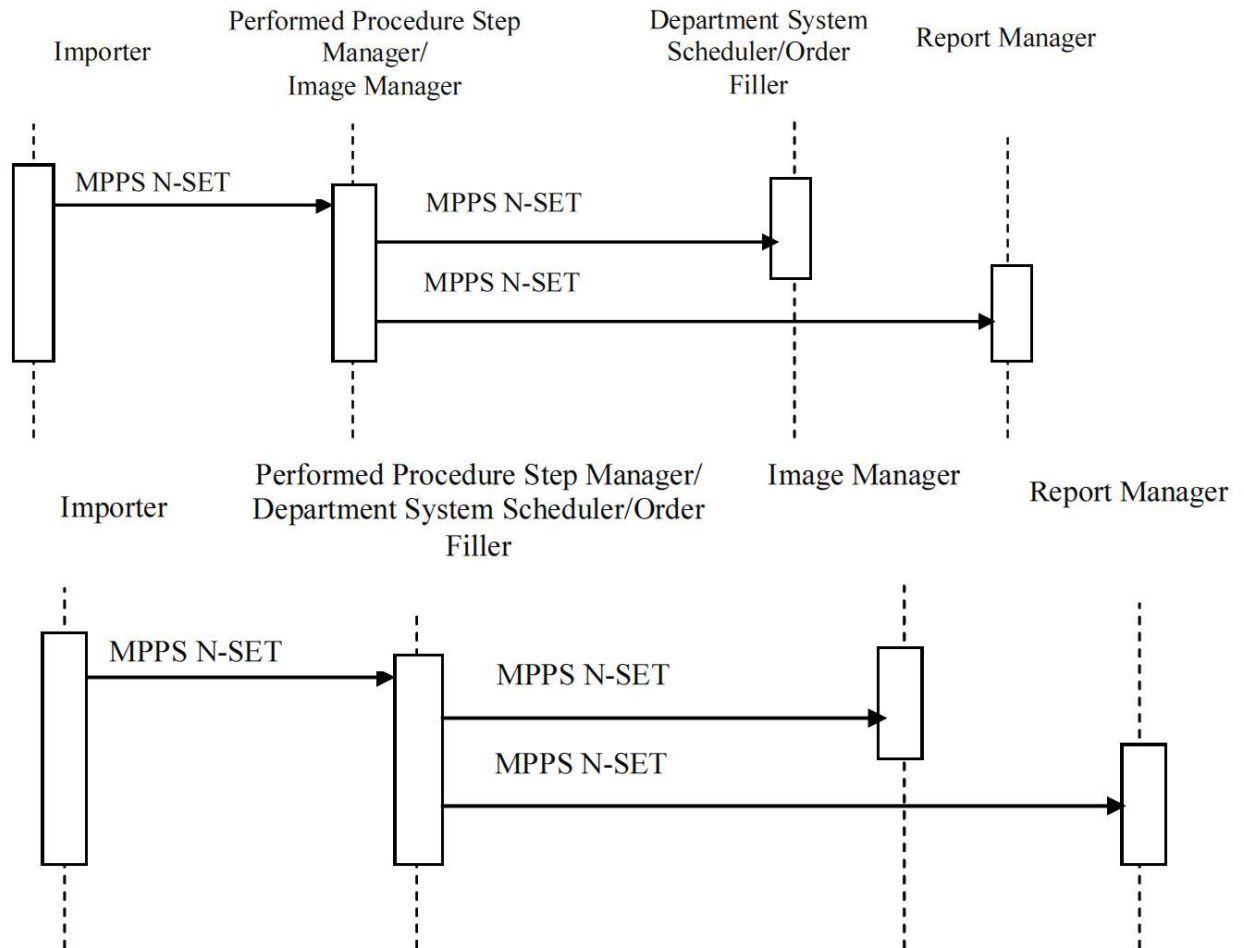 Importer
Performed Procedure Step
Manager/
Image Manager
Department System
Scheduler/Order
Filler
Report Manager
MPPS N-SET
MPPS N-SET
MPPS N-SET
Importer
Performed Procedure Step Manager/
Department System Scheduler/Order
Filler
Image Manager
Report Manager
MPPS N-SET
MPPS N-SET
MPPS N-SET